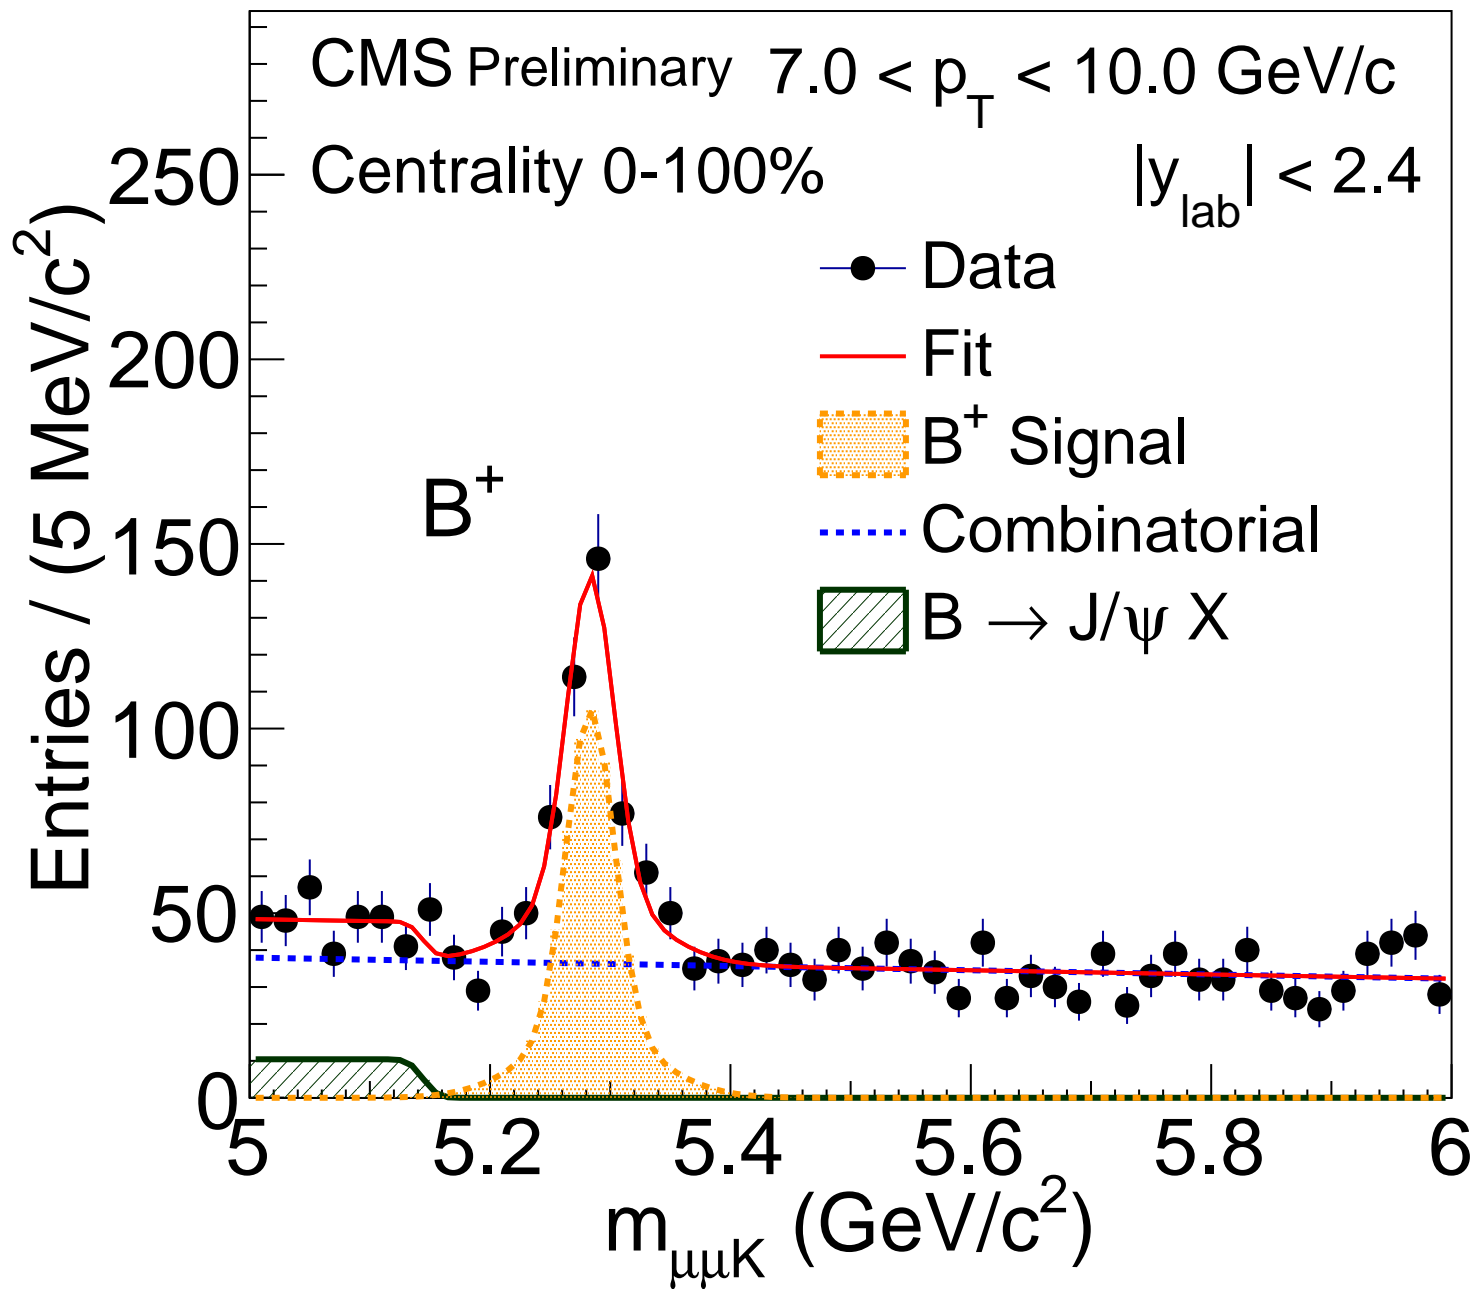 CMS Preliminary 7.0 < p_T < 10.0 GeV/c
Centrality 0-100% |y_lab| < 2.4
Data
Fit
B⁺ Signal
Combinatorial
B → J/ψ X
B⁺
Entries / (5 MeV/c²)
250
200
150
100
50
0
5 5.2 5.4 5.6 5.8 6
m_μμK (GeV/c²)